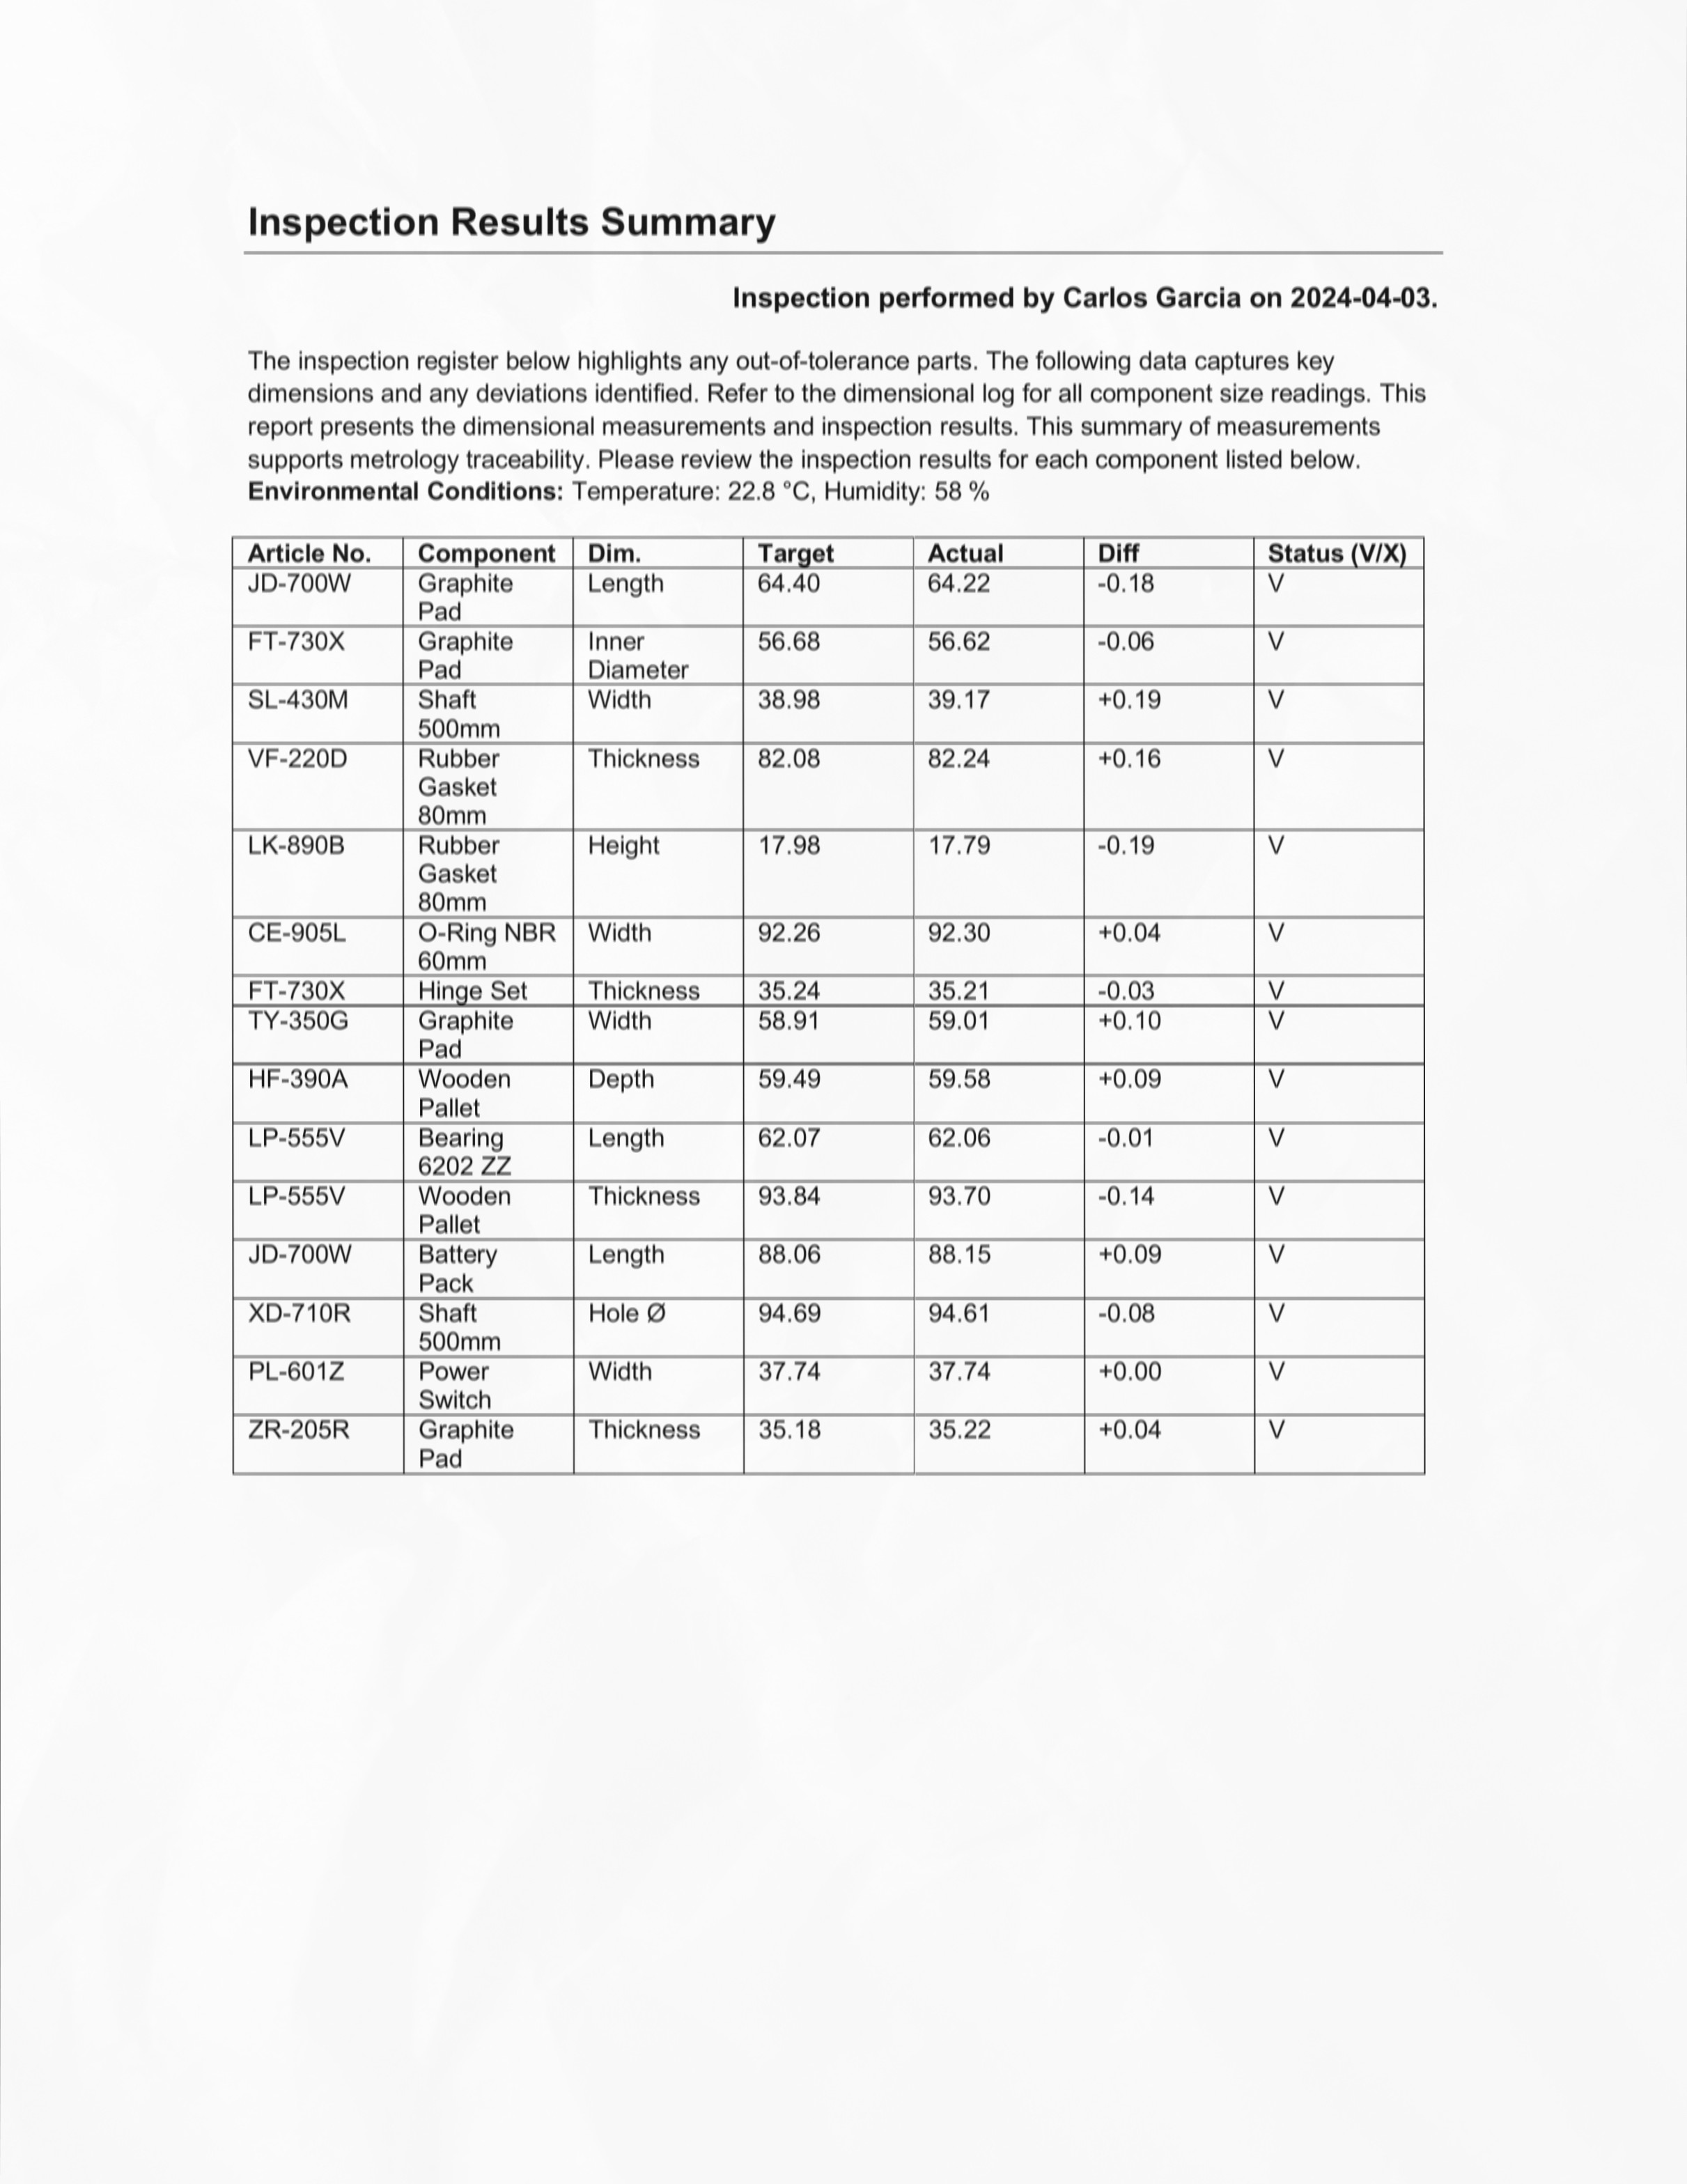 Inspection Results Summary
Inspection performed by Carlos Garcia on 2024-04-03.
The inspection register below highlights any out-of-tolerance parts. The following data captures key
dimensions and any deviations identified. Refer to the dimensional log for all component size readings. This
report presents the dimensional measurements and inspection results. This summary of measurements
supports metrology traceability. Please review the inspection results for each component listed below.
Environmental Conditions: Temperature: 22.8 °C, Humidity: 58 %
Article No. Component Dim. Target Actual Diff Status (V/X)
JD-700W Graphite Length 64.40 64.22 -0.18 V
Pad
FT-730X Graphite Inner 56.68 56.62 -0.06 V
Pad Diameter
SL-430M Shaft Width 38.98 39.17 +0.19 V
500mm
VF-220D Rubber Thickness 82.08 82.24 +0.16 V
Gasket
80mm
LK-890B Rubber Height 17.98 17.79 -0.19 V
Gasket
80mm
CE-905L O-Ring NBR Width 92.26 92.30 +0.04 V
60mm
FT-730X Hinge Set Thickness 35.24 35.21 -0.03 V
TY-350G Graphite Width 58.91 59.01 +0.10 V
Pad
HF-390A Wooden Depth 59.49 59.58 +0.09 V
Pallet
LP-555V Bearing Length 62.07 62.06 -0.01 V
6202 ZZ
LP-555V Wooden Thickness 93.84 93.70 -0.14 V
Pallet
JD-700W Battery Length 88.06 88.15 +0.09 V
Pack
XD-710R Shaft Hole Ø 94.69 94.61 -0.08 V
500mm
PL-601Z Power Width 37.74 37.74 +0.00 V
Switch
ZR-205R Graphite Thickness 35.18 35.22 +0.04 V
Pad